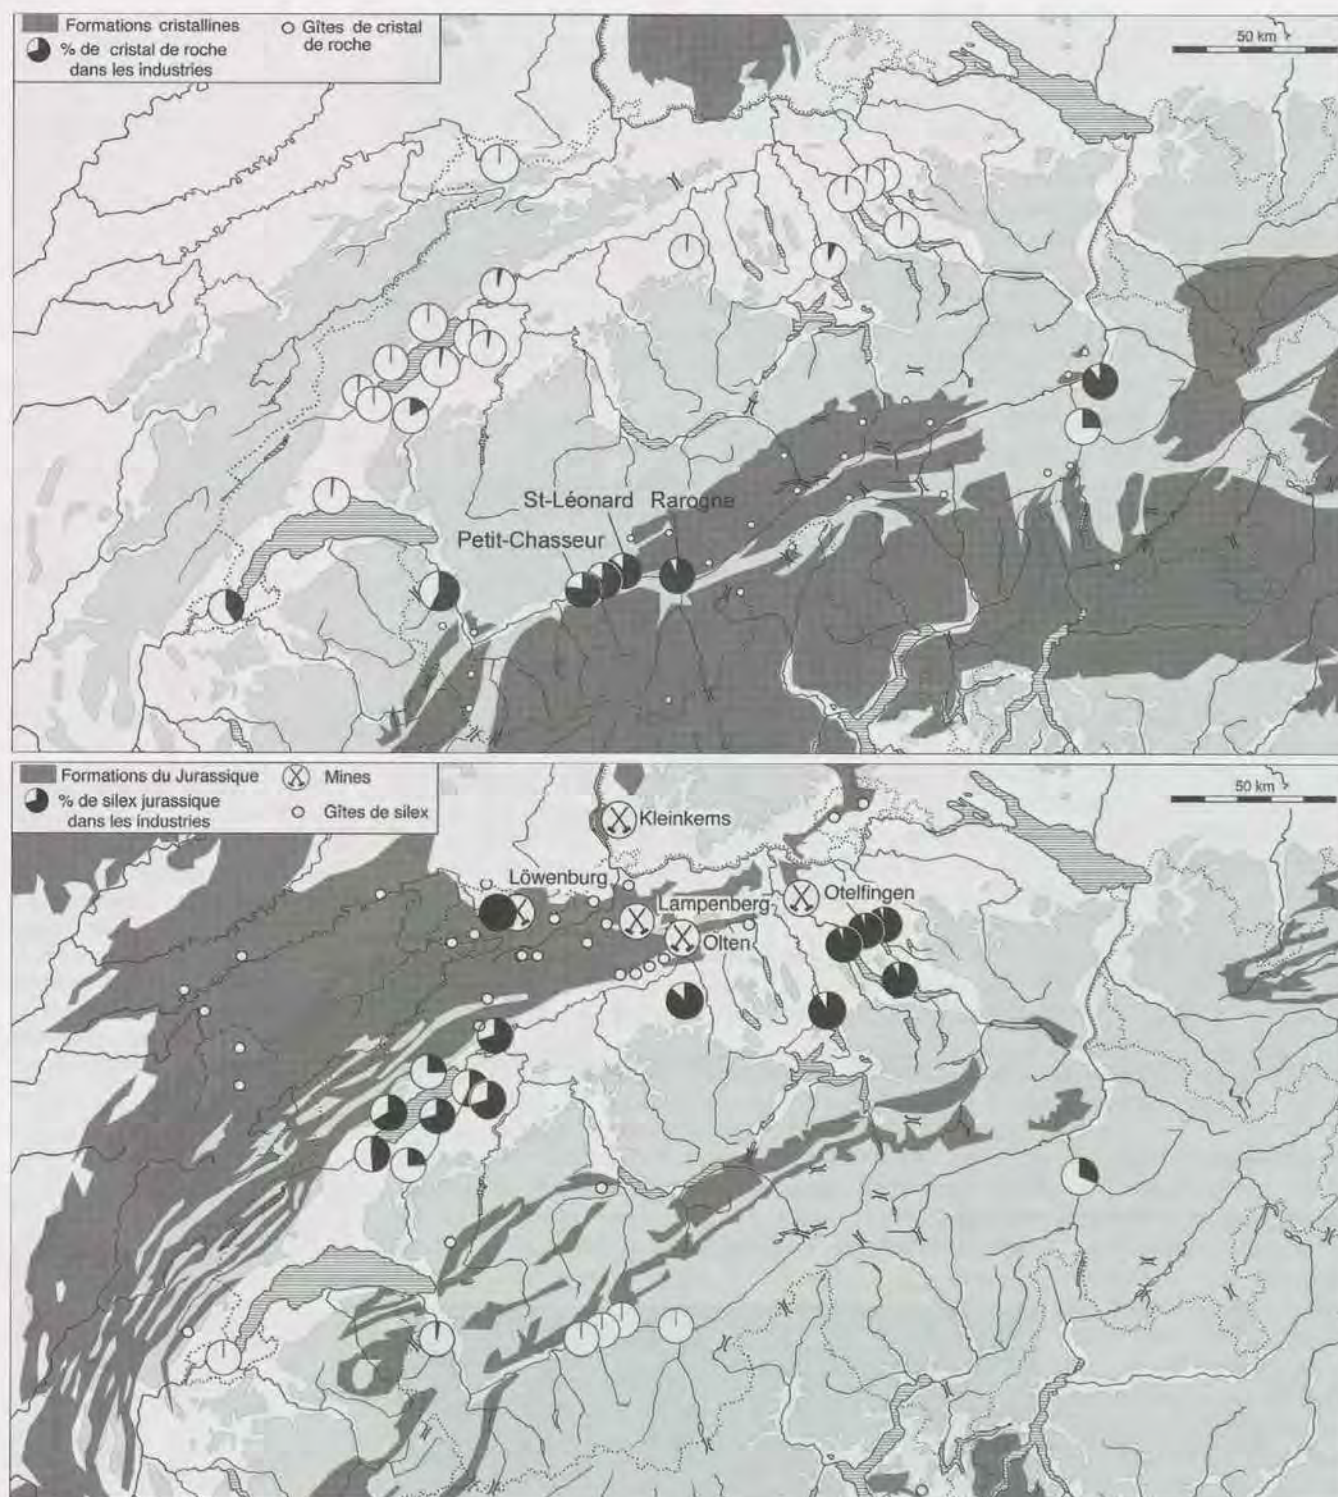 Formations cristallines
% de cristal de roche
dans les industries
Gîtes de cristal
de roche
50 km
St-Léonard Rarogne
Petit-Chasseur
Formations du Jurassique
% de silex jurassique
dans les industries
Mines
Gîtes de silex
50 km
Kleinkems
Löwenburg
Otelfingen
Lampenberg
Olten